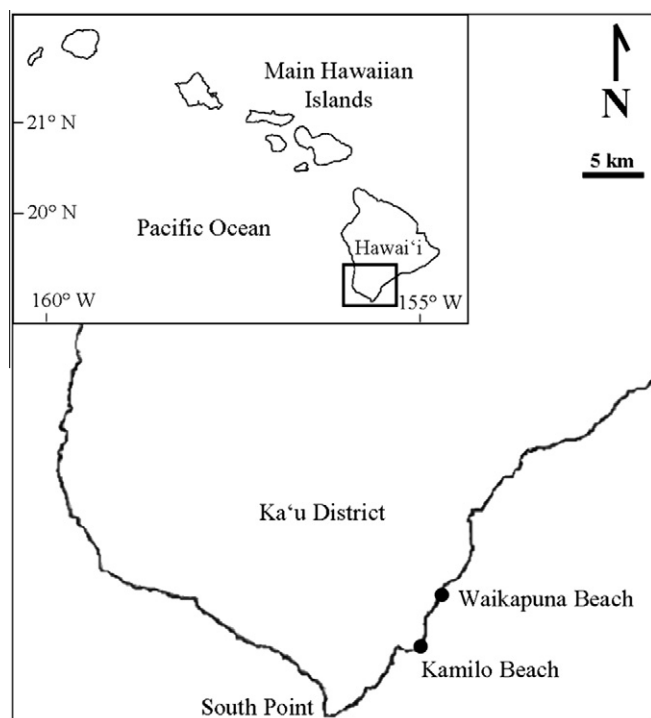 Main Hawaiian
Islands
N
5 km
21° N
20° N
Pacific Ocean
Hawai‘i
160° W
155° W
Ka‘u District
Waikapuna Beach
Kamilo Beach
South Point